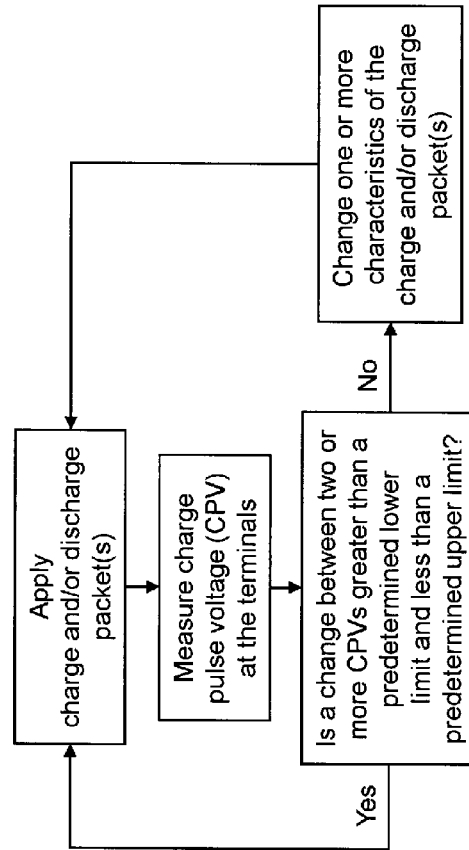 Apply
charge and/or discharge
packet(s)
Measure charge
pulse voltage (CPV)
at the terminals
Is a change between two or
more CPVs greater than a
predetermined lower
limit and less than a
predetermined upper limit?
Yes
No
Change one or more
characteristics of the
charge and/or discharge
packet(s)